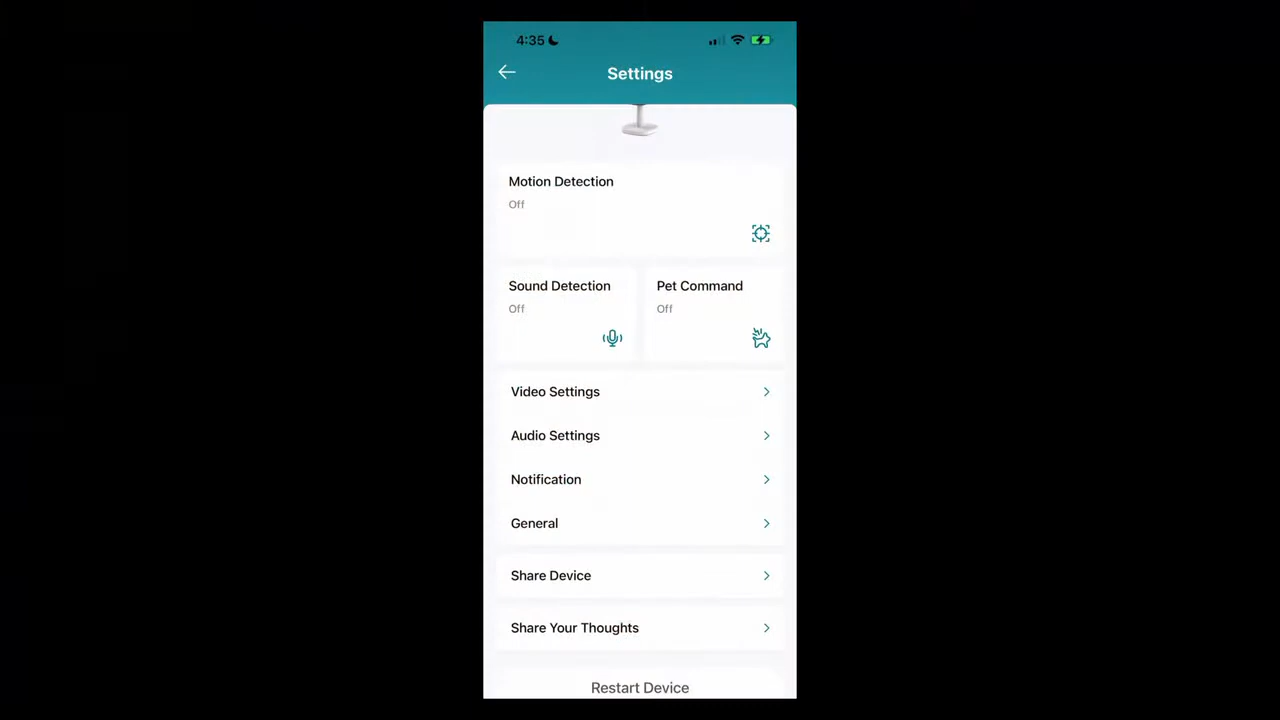 4:35
Settings
Motion Detection
Off
Sound Detection
Off
Pet Command
Off
Video Settings
Audio Settings
Notification
General
Share Device
Share Your Thoughts
Restart Device